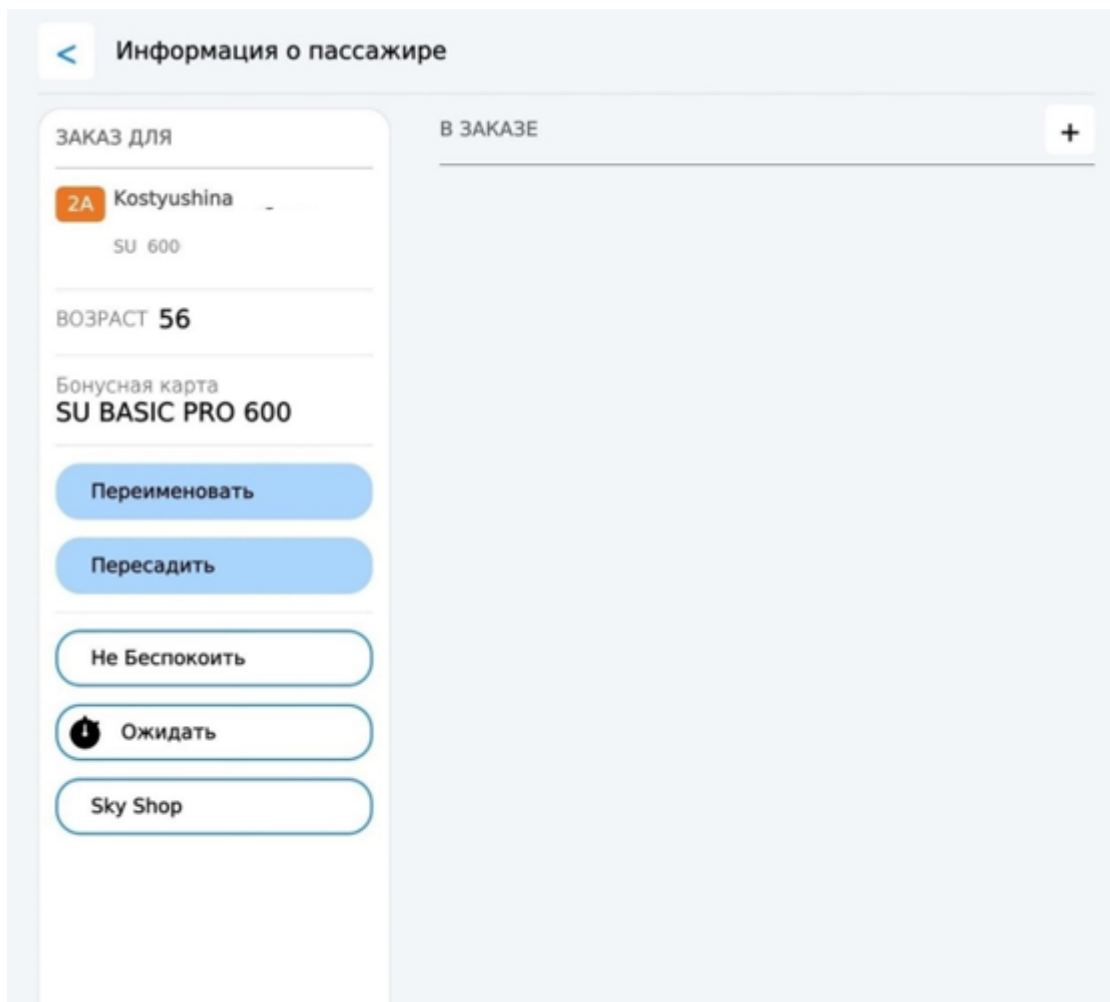 < Информация о пассажире
ЗАКАЗ ДЛЯ
2A Kostyushina
SU 600
ВОЗРАСТ 56
Бонусная карта
SU BASIC PRO 600
Переименовать
Пересадить
Не Беспокоить
Ожидать
Sky Shop
В ЗАКАЗЕ +